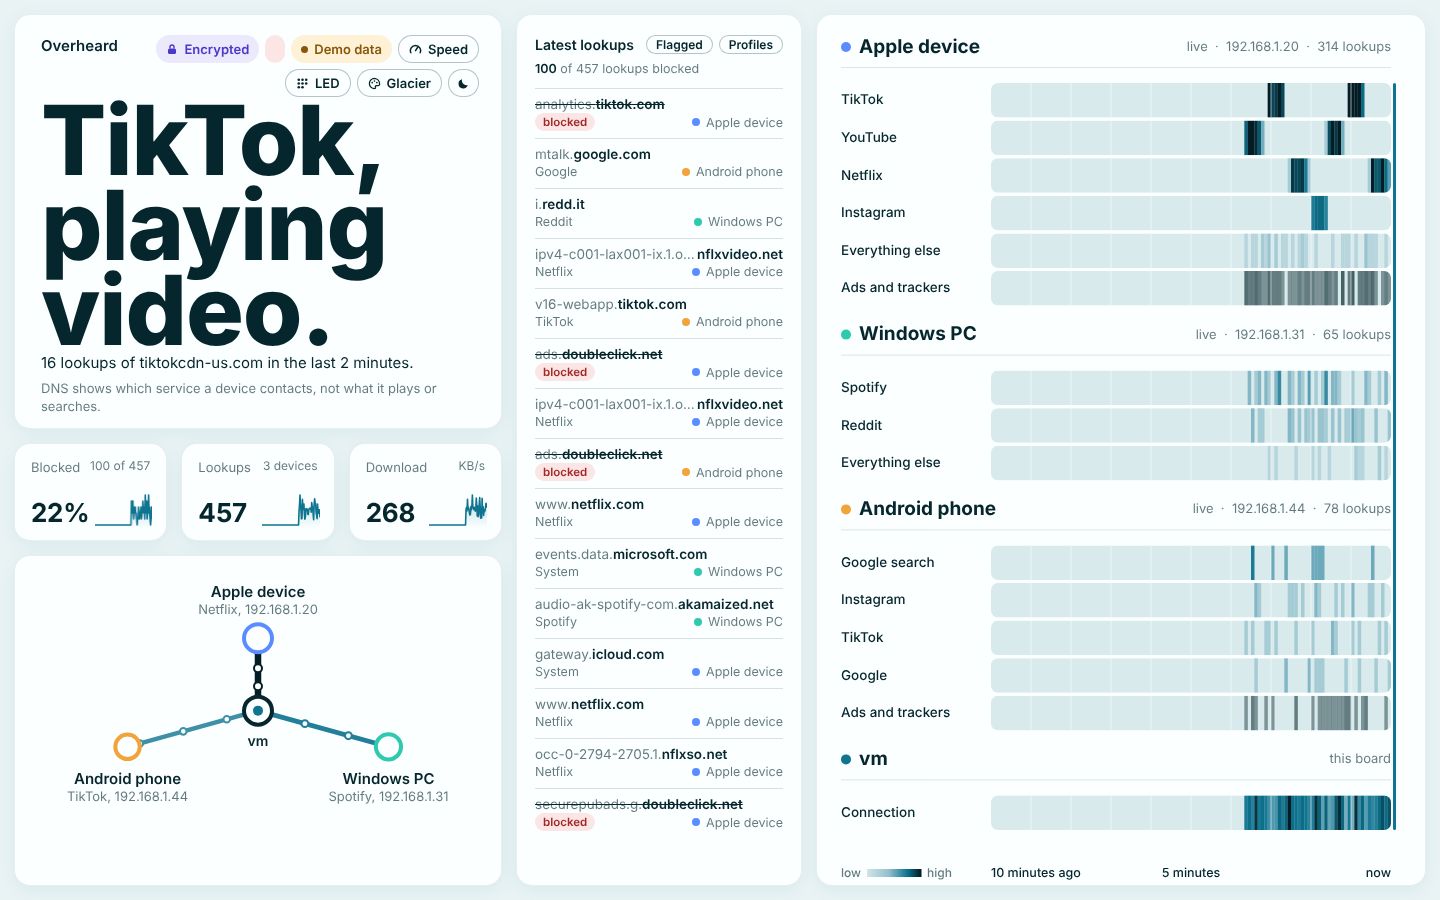 Overheard
Encrypted
Demo data
Speed
LED
Glacier
TikTok,
playing
video.
16 lookups of tiktokcdn-us.com in the last 2 minutes.
DNS shows which service a device contacts, not what it plays or
searches.
Blocked 100 of 457
22%
Lookups 3 devices
457
Download KB/s
268
Apple device
Netflix, 192.168.1.20
vm
Android phone
TikTok, 192.168.1.44
Windows PC
Spotify, 192.168.1.31
Latest lookups Flagged Profiles
100 of 457 lookups blocked
analytics.tiktok.com
blocked Apple device
mtalk.google.com
Google Android phone
i.redd.it
Reddit Windows PC
ipv4-c001-lax001-ix.1.o... nflxvideo.net
Netflix Apple device
v16-webapp.tiktok.com
TikTok Android phone
ads.doubleclick.net
blocked Apple device
ipv4-c001-lax001-ix.1.o... nflxvideo.net
Netflix Apple device
ads.doubleclick.net
blocked Android phone
www.netflix.com
Netflix Apple device
events.data.microsoft.com
System Windows PC
audio-ak-spotify-com.akamaized.net
Spotify Windows PC
gateway.icloud.com
System Apple device
www.netflix.com
Netflix Apple device
occ-0-2794-2705.1.nflxso.net
Netflix Apple device
securepubads.g.doubleclick.net
blocked Apple device
Apple device live · 192.168.1.20 · 314 lookups
TikTok
YouTube
Netflix
Instagram
Everything else
Ads and trackers
Windows PC live · 192.168.1.31 · 65 lookups
Spotify
Reddit
Everything else
Android phone live · 192.168.1.44 · 78 lookups
Google search
Instagram
TikTok
Google
Ads and trackers
vm this board
Connection
low high 10 minutes ago 5 minutes now